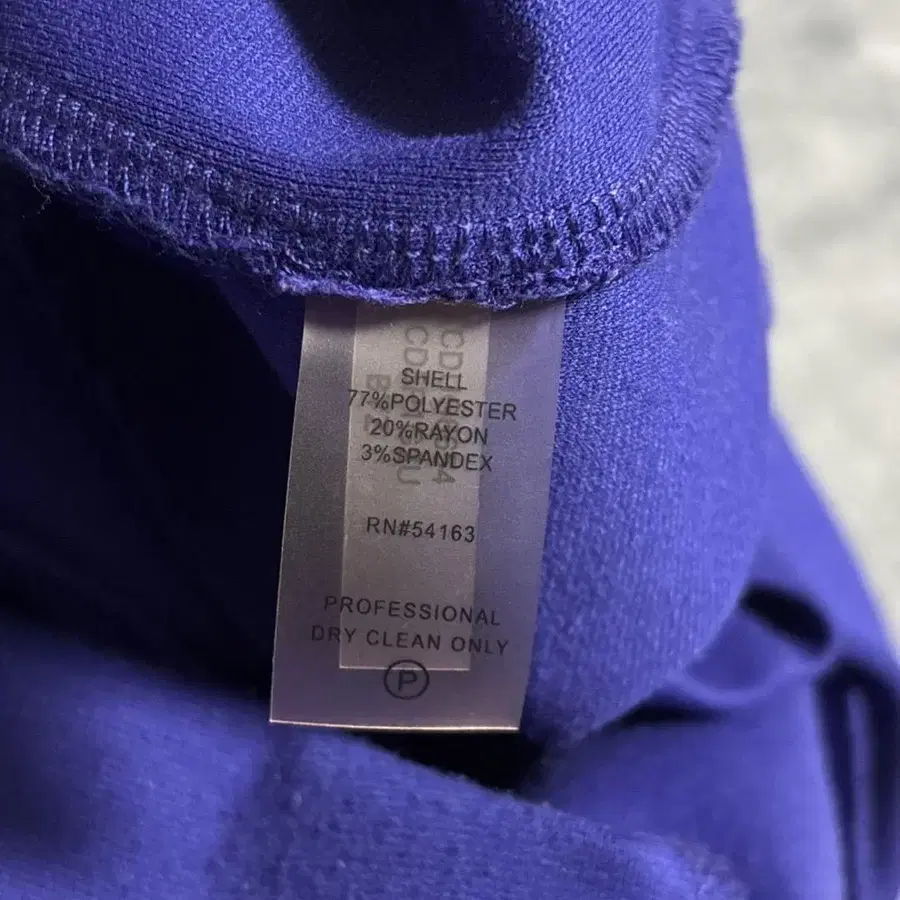 SHELL
77%POLYESTER
20%RAYON
3%SPANDEX
RN#54163
PROFESSIONAL
DRY CLEAN ONLY
P